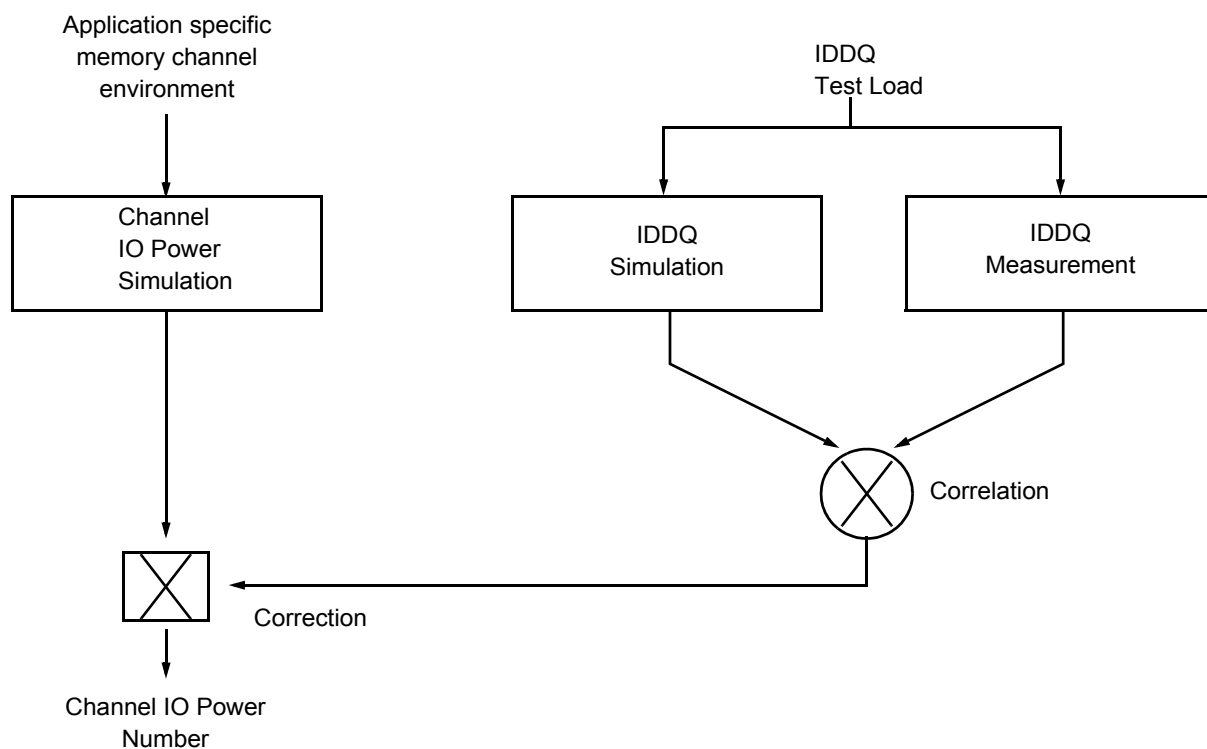 Application specific
memory channel
environment
IDDQ
Test Load
Channel
IO Power
Simulation
IDDQ
Simulation
IDDQ
Measurement
Correlation
Correction
Channel IO Power
Number